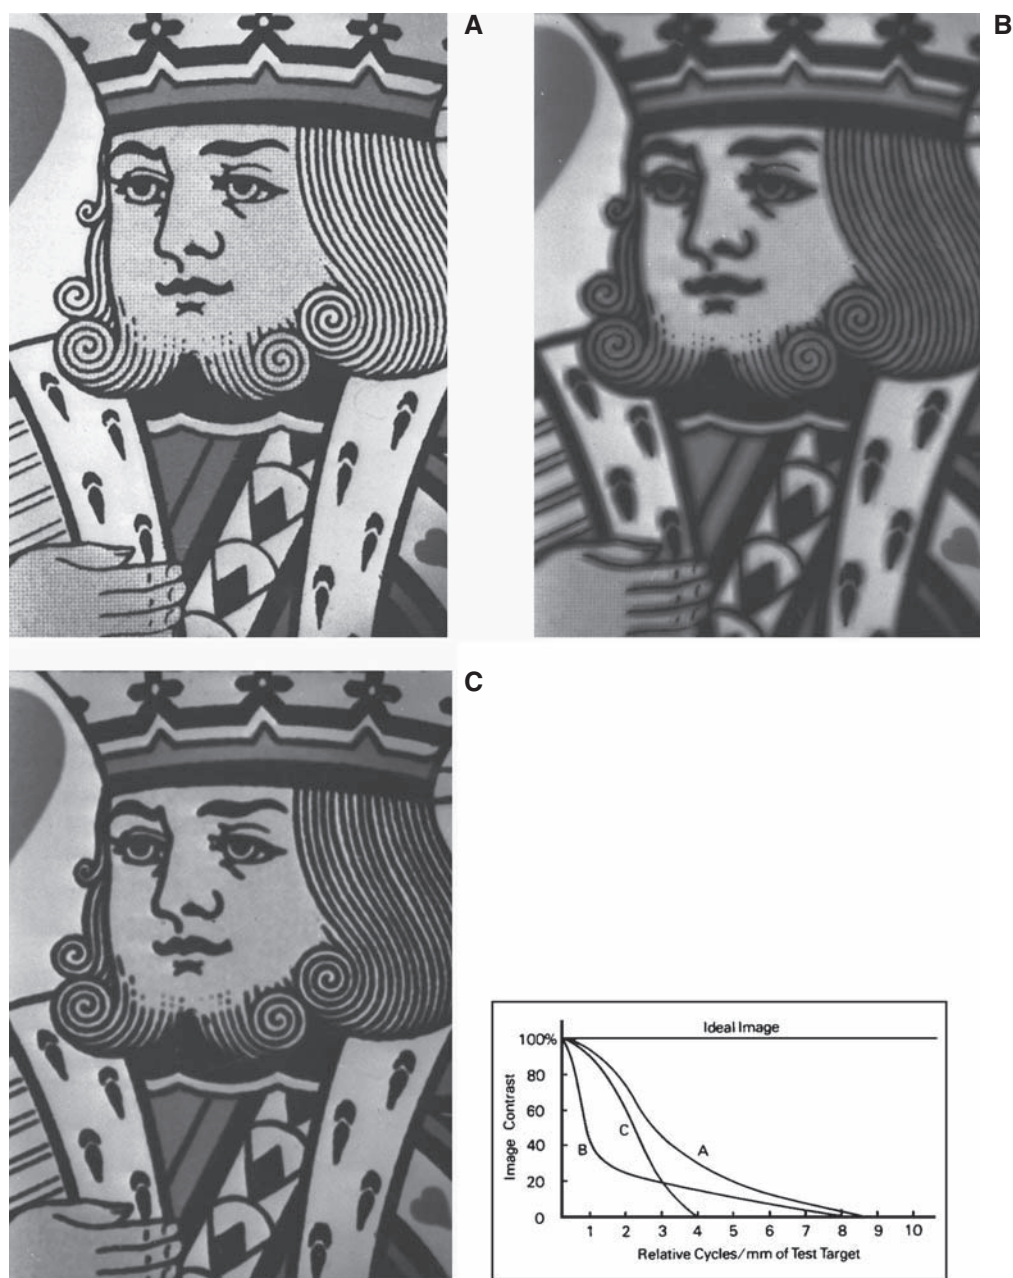 A
B
C
Ideal Image
100%
80
60
40
20
0
Image Contrast
A
B
C
1 2 3 4 5 6 7 8 9 10
Relative Cycles/mm of Test Target